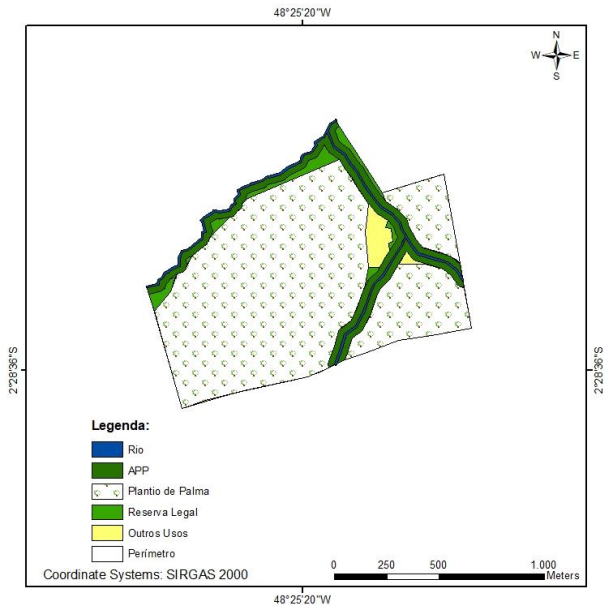 48°25'20"W
N
W E
S
2°28'36"S
2°28'36"S
Legenda:
Rio
APP
Plantio de Palma
Reserva Legal
Outros Usos
Perímetro
Coordinate Systems: SIRGAS 2000
0 250 500 1.000
Meters
48°25'20"W